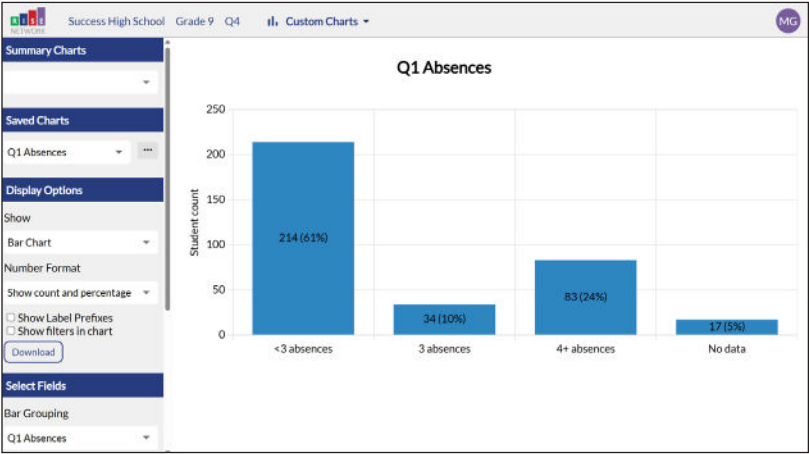 RISE
NETWORK
Success High School Grade 9 Q4 Custom Charts
MG
Summary Charts
Saved Charts
Q1 Absences ...
Display Options
Show
Bar Chart
Number Format
Show count and percentage
Show Label Prefixes
Show filters in chart
Download
Select Fields
Bar Grouping
Q1 Absences
Q1 Absences
Student count
250
200
150
100
50
0
214 (61%)
34 (10%)
83 (24%)
17 (5%)
<3 absences
3 absences
4+ absences
No data